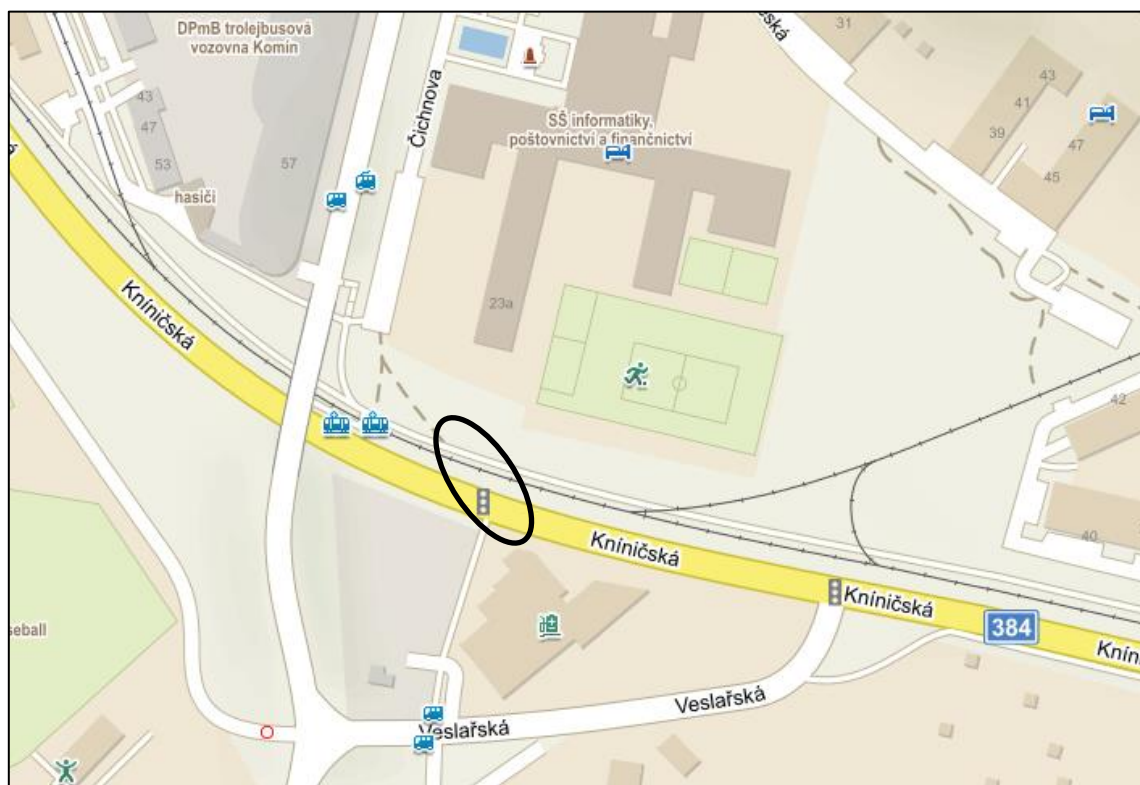 DPmB trolejbusová
vozovna Komín
43
47
53
57
hasiči
Čichnova
SŠ informatiky,
poštovnictví a finančnictví
23a
31
43
41
39
47
45
42
40
Kníničská
Kníničská
Kníničská
384
Veslařská
Veslařská